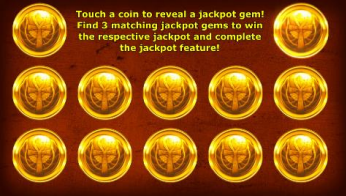 Touch a coin to reveal a jackpot gem!
Find 3 matching jackpot gems to win
the respective jackpot and complete
the jackpot feature!